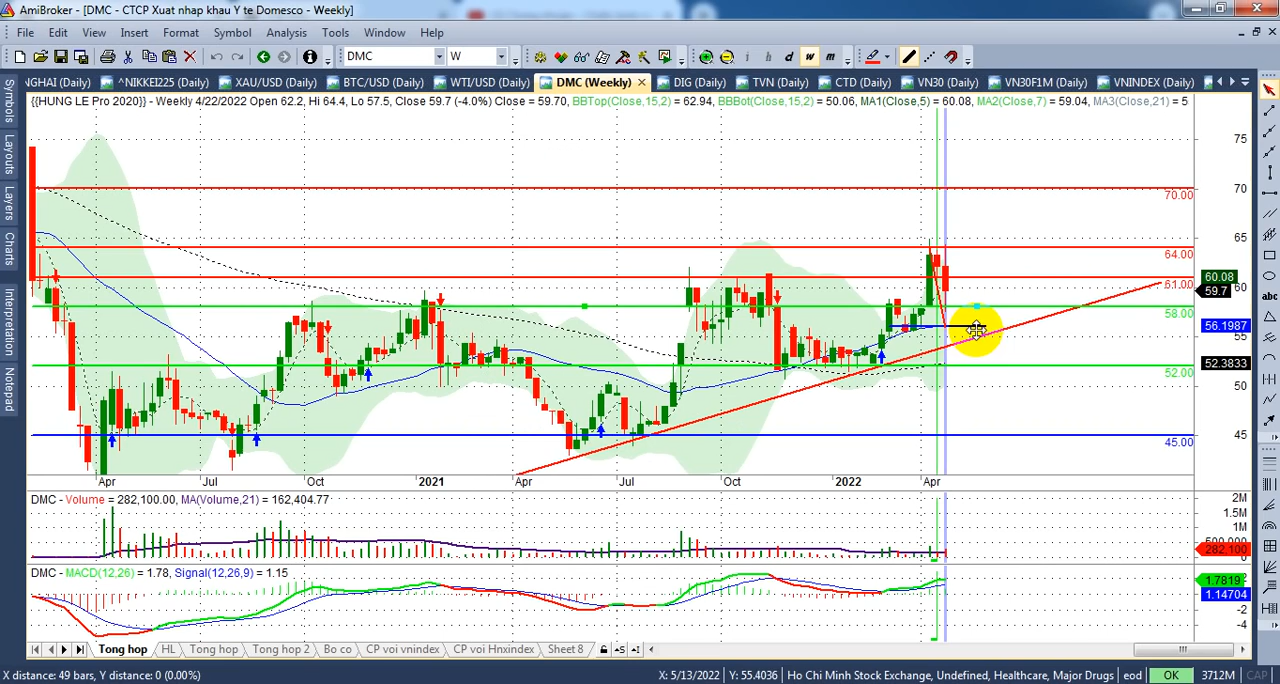 AmiBroker - [DMC - CTCP Xuat nhap khau Y te Domesco - Weekly]
File Edit View Insert Format Symbol Analysis Tools Window Help
DMC W i h d w m
NGHAI (Daily) ^NIKKEI225 (Daily) XAU/USD (Daily) BTC/USD (Daily) WTI/USD (Daily) DMC (Weekly) DIG (Daily) TVN (Daily) CTD (Daily) VN30 (Daily) VN30F1M (Daily) VNINDEX (Daily)
{{HUNG LE Pro 2020}} - Weekly 4/22/2022 Open 62.2, Hi 64.4, Lo 57.5, Close 59.7 (-4.0%) Close = 59.70, BBTop(Close,15,2) = 62.94, BBBot(Close,15,2) = 50.06, MA1(Close,5) = 60.08, MA2(Close,7) = 59.04, MA3(Close,21) = 5
Symbols
Layouts
Layers
Charts
Interpretation
Notepad
abc
75
70
70.00
65
64.00
60.08
61.00
60
59.7
58.00
56.1987
55
52.3833
52.00
50
45
45.00
Apr Jul Oct 2021 Apr Jul Oct 2022 Apr
DMC - Volume = 282,100.00, MA(Volume,21) = 162,404.77
2M
1.5M
1M
282,100
DMC - MACD(12,26) = 1.78, Signal(12,26,9) = 1.15
1.7819
1.14704
-2
-4
Tong hop HL Tong hop Tong hop 2 Bo co CP voi vnindex CP voi Hnxindex Sheet 8
X distance: 49 bars, Y distance: 0 (0.00%) X: 5/13/2022 Y: 55.4036 Ho Chi Minh Stock Exchange, Undefined, Healthcare, Major Drugs eod OK 3712M CAP